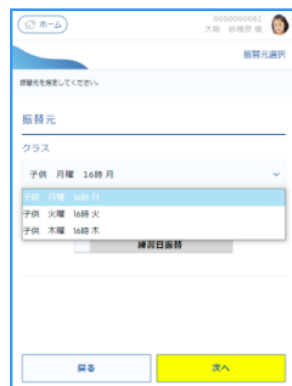 ホーム
0050000081
大阪 紗理奈 様
振替元選択
振替元を指定してください。
振替元
クラス
子供 月曜 16時 月
子供 月曜 16時 月
子供 火曜 16時 火
子供 木曜 16時 木
練習日振替
戻る
次へ